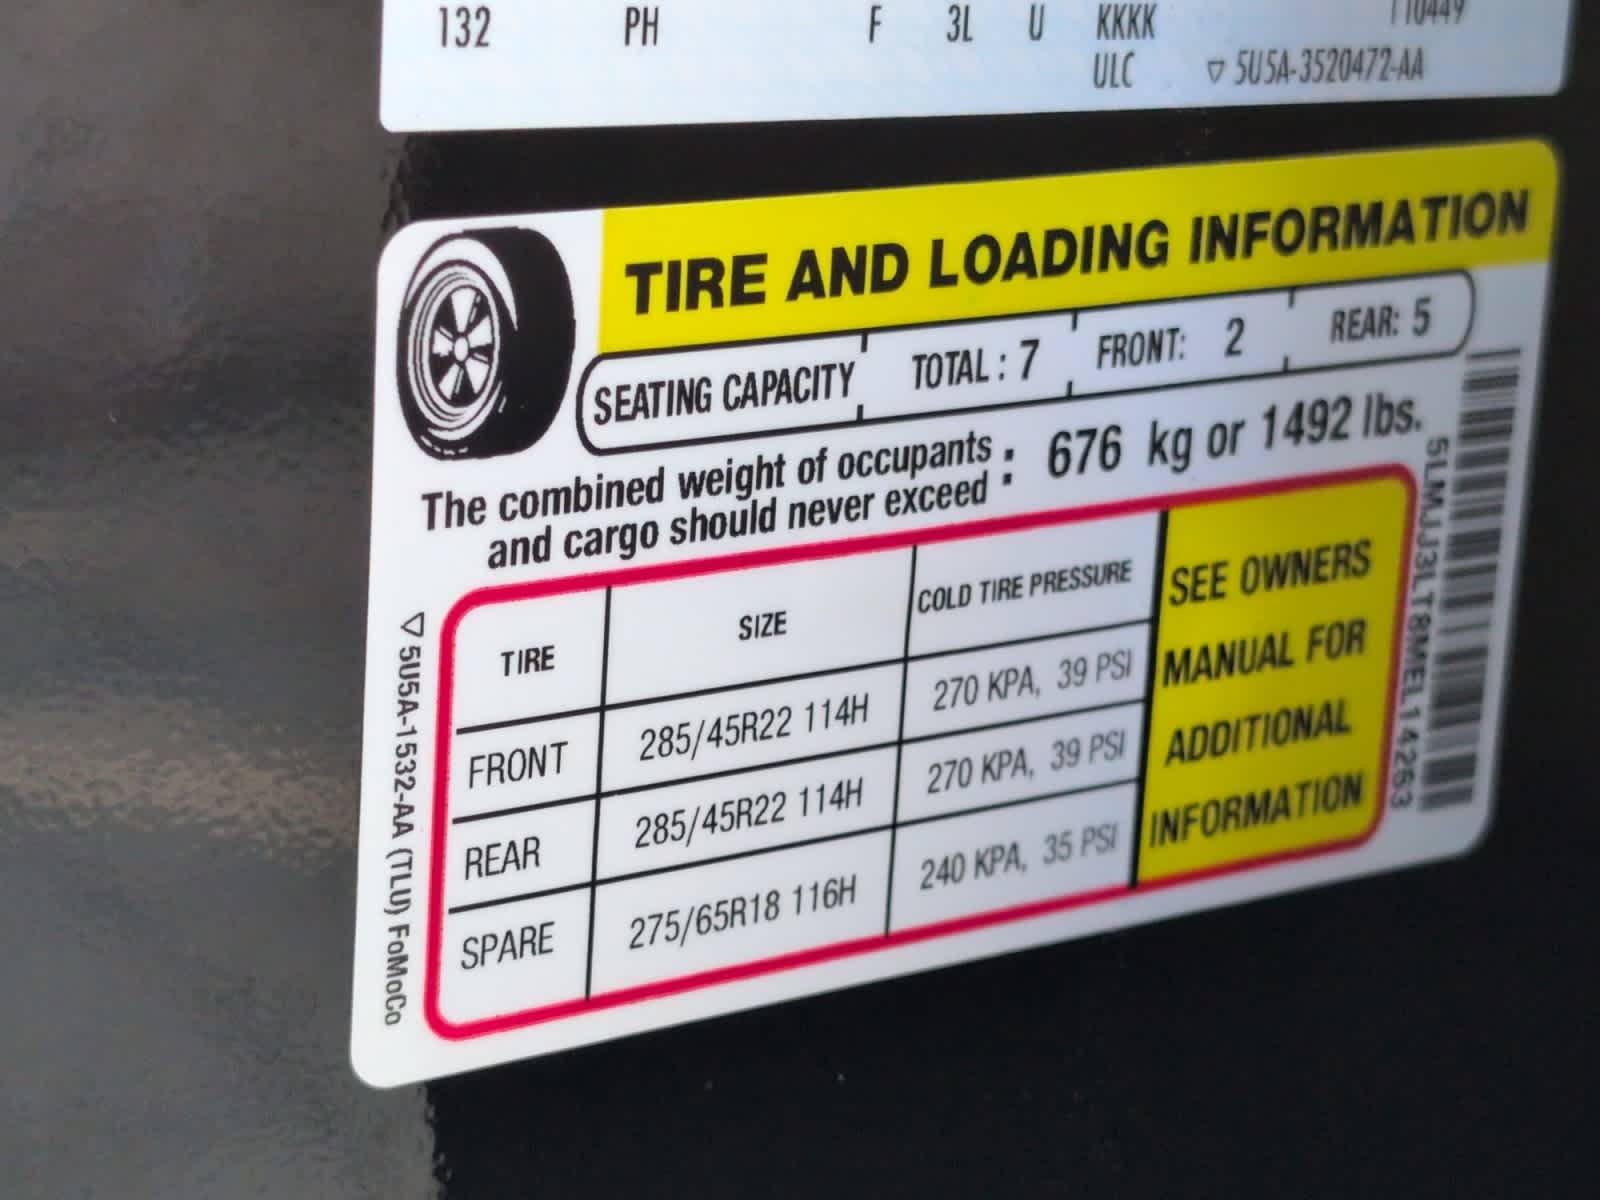 132 PH F 3L U KKKK 110449
ULC ▽ 5U5A-3520472-AA
TIRE AND LOADING INFORMATION
SEATING CAPACITY TOTAL : 7 FRONT: 2 REAR: 5
The combined weight of occupants
and cargo should never exceed : 676 kg or 1492 lbs.
TIRE SIZE COLD TIRE PRESSURE
FRONT 285/45R22 114H 270 KPA, 39 PSI
REAR 285/45R22 114H 270 KPA, 39 PSI
SPARE 275/65R18 116H 240 KPA, 35 PSI
SEE OWNERS
MANUAL FOR
ADDITIONAL
INFORMATION
▽ 5U5A-1532-AA (TLU) FoMoCo
5LMJJ3LT8MEL14263